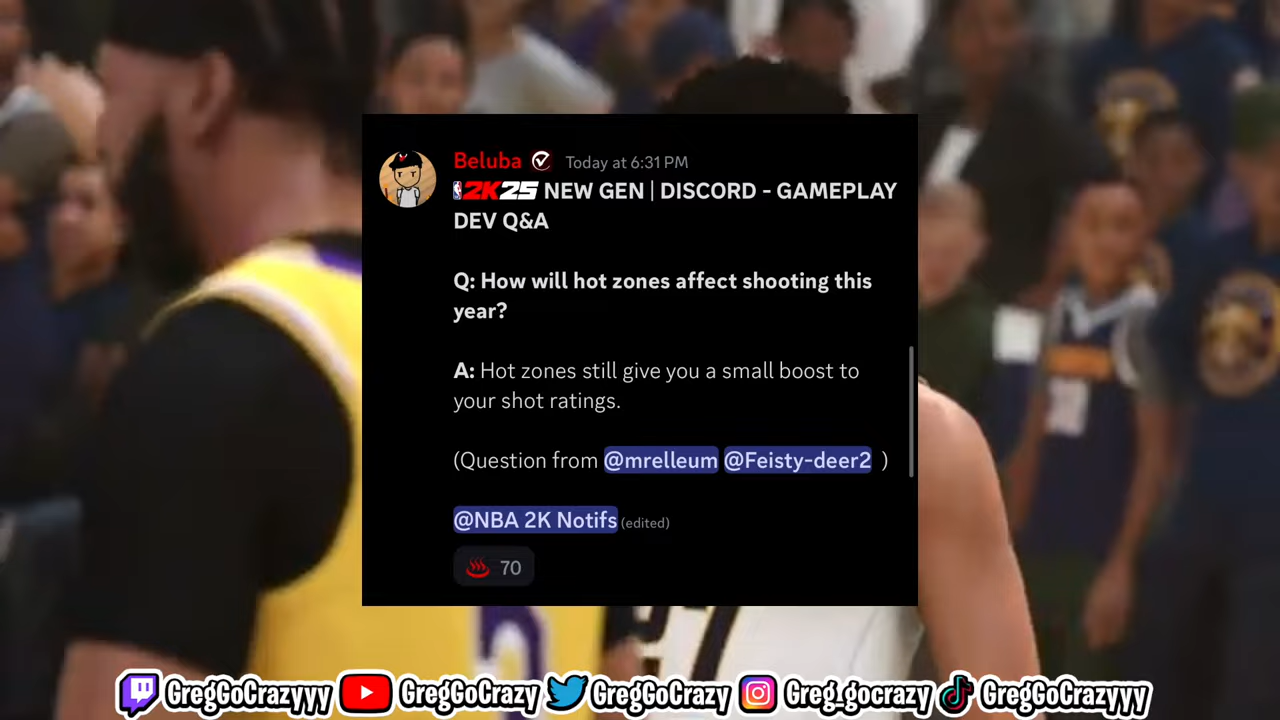 Beluba Today at 6:31 PM
2K25 NEW GEN | DISCORD - GAMEPLAY
DEV Q&A
Q: How will hot zones affect shooting this
year?
A: Hot zones still give you a small boost to
your shot ratings.
(Question from @mrelleum @Feisty-deer2 )
@NBA 2K Notifs (edited)
♨ 70
GregGoCrazyyy GregGoCrazy GregGoCrazy Greg_gocrazy GregGoCrazyyy